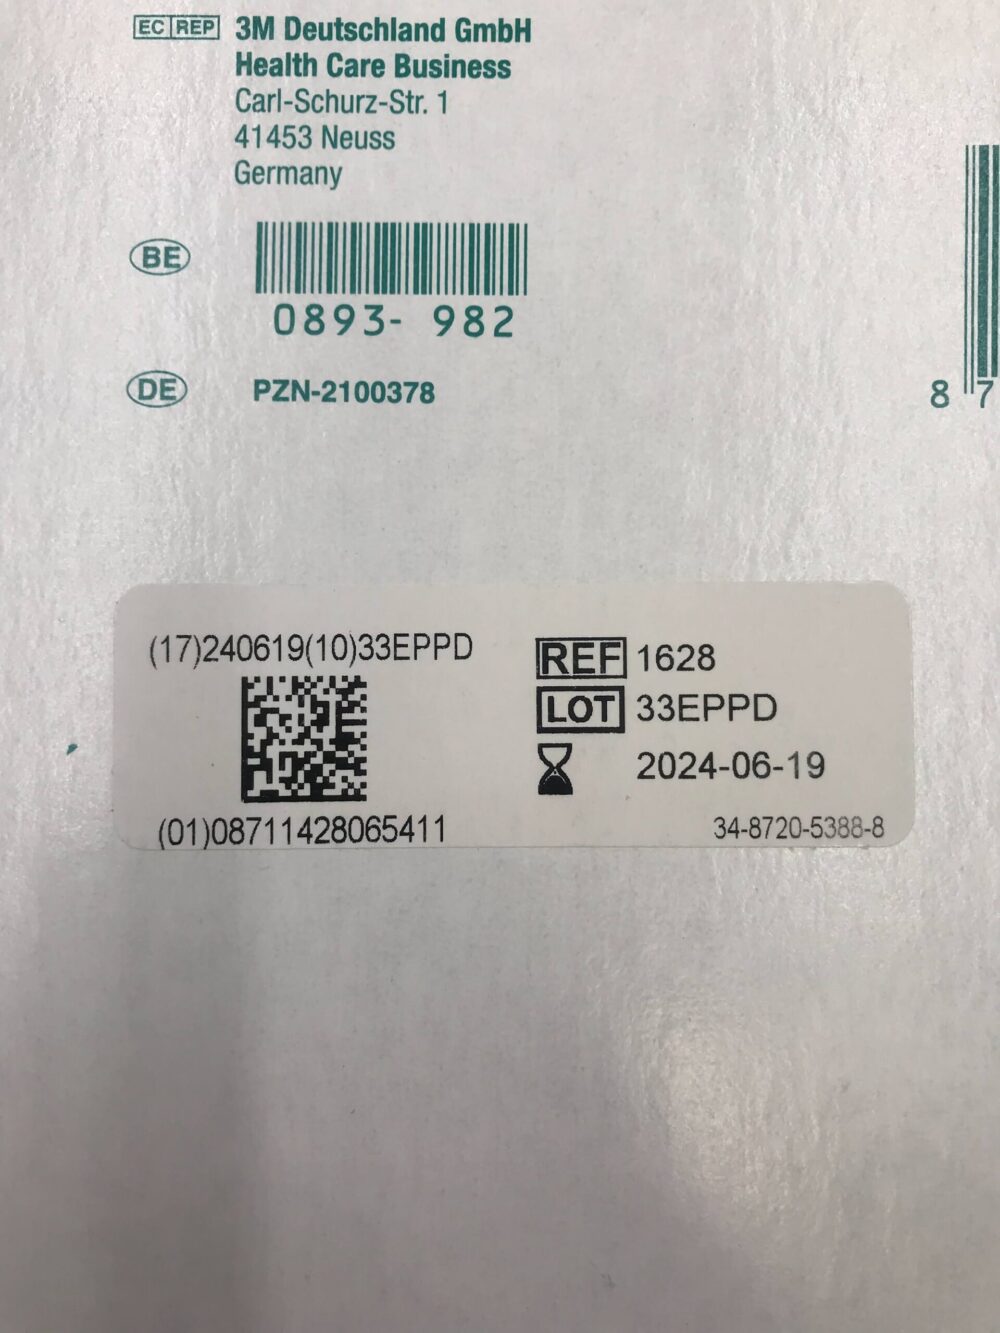 EC REP 3M Deutschland GmbH
Health Care Business
Carl-Schurz-Str. 1
41453 Neuss
Germany
BE
0893- 982
DE PZN-2100378
8 7
(17)240619(10)33EPPD
REF 1628
LOT 33EPPD
2024-06-19
(01)08711428065411
34-8720-5388-8